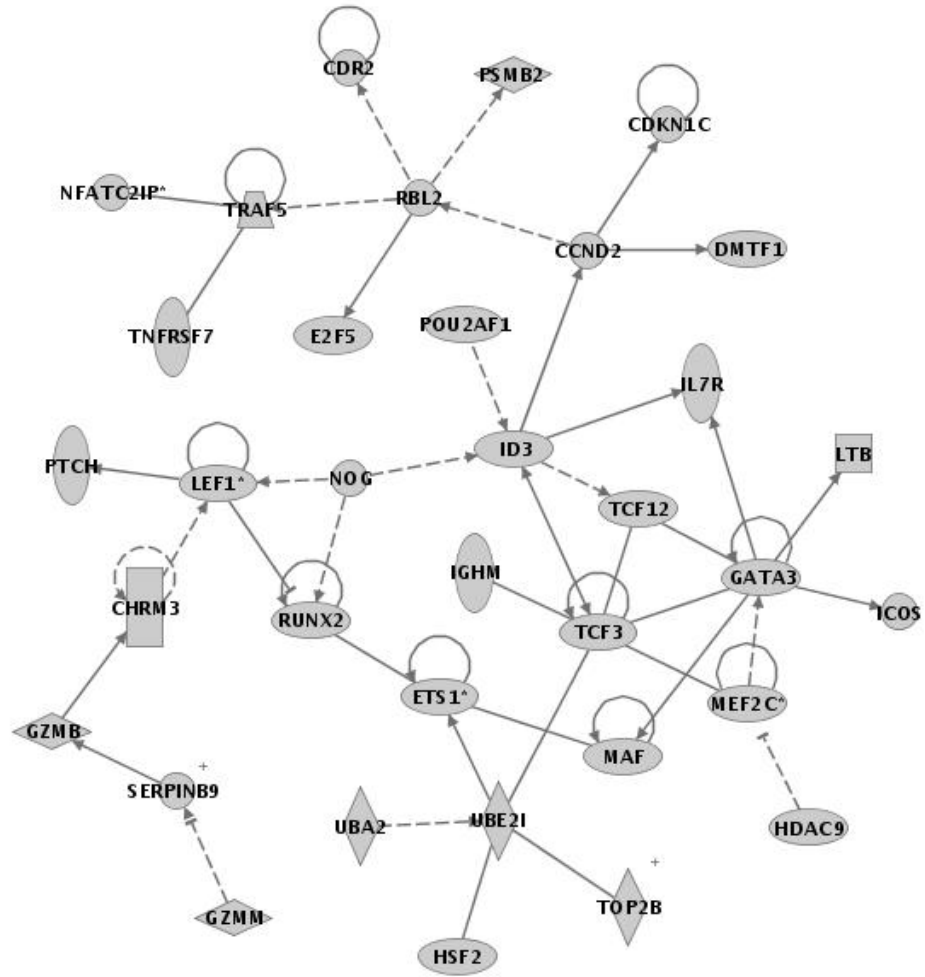 CDR2
PSMB2
CDKN1C
NFATC2IP*
TRAF5
RBL2
CCND2
DMTF1
TNFRSF7
E2F5
POU2AF1
IL7R
ID3
LTB
PTCH
LEF1*
NOG
TCF12
IGHM
GATA3
CHRM3
RUNX2
TCF3
ICOS
ETS1*
MEF2C*
GZMB
MAF
+
SERPINB9
UBA2
UBE2I
HDAC9
+
TOP2B
GZMM
HSF2